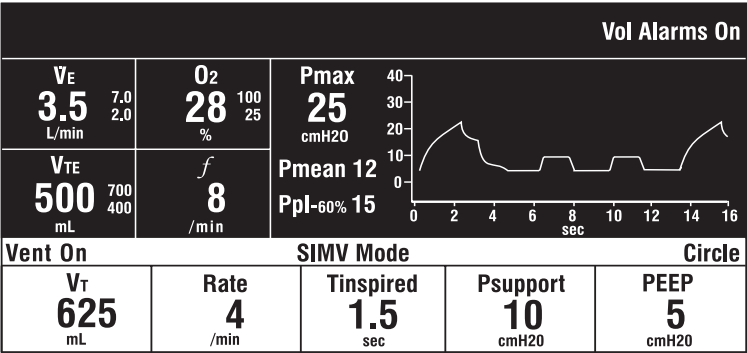 Vol Alarms On
V̇E
3.5 7.0 2.0
L/min
O2
28 100 25
%
Pmax
25
cmH2O
VTE
500 700 400
mL
f
8
/min
Pmean 12
Ppl-60% 15
40
30
20
10
0
0 2 4 6 8 10 12 14 16
sec
Vent On SIMV Mode Circle
VT
625
mL
Rate
4
/min
Tinspired
1.5
sec
Psupport
10
cmH20
PEEP
5
cmH20